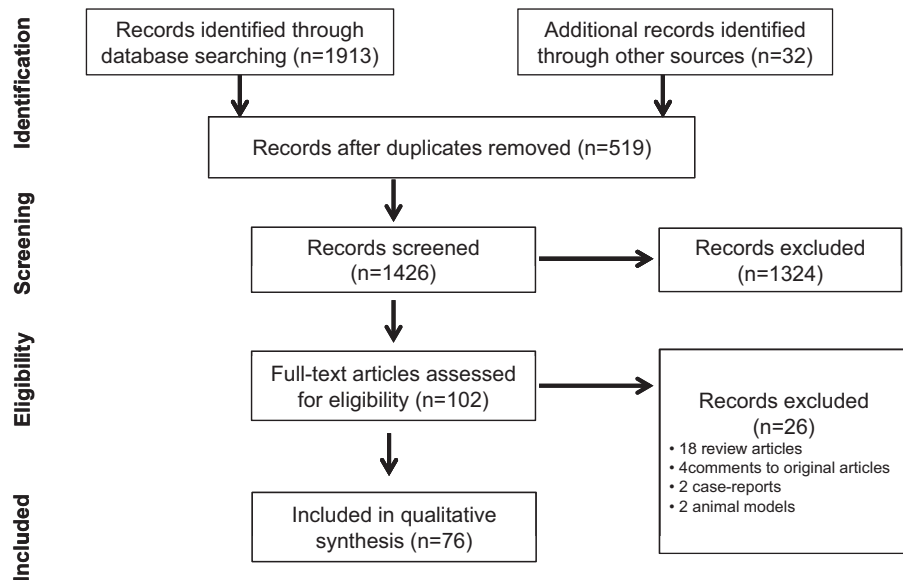 Identification
Records identified through
database searching (n=1913)
Additional records identified
through other sources (n=32)
Records after duplicates removed (n=519)
Screening
Records screened
(n=1426)
Records excluded
(n=1324)
Eligibility
Full-text articles assessed
for eligibility (n=102)
Records excluded
(n=26)
• 18 review articles
• 4comments to original articles
• 2 case-reports
• 2 animal models
Included
Included in qualitative
synthesis (n=76)